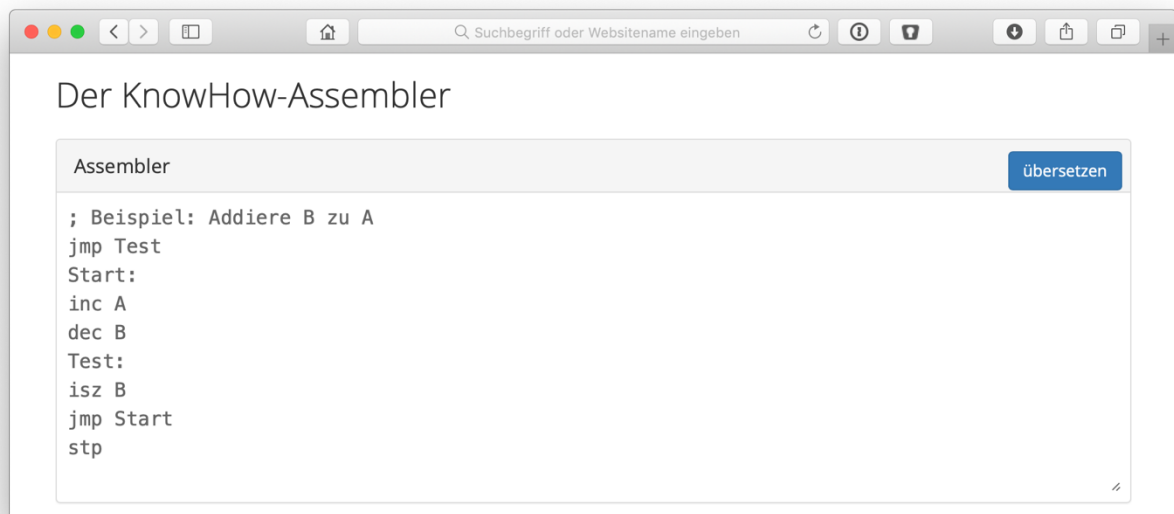 Suchbegriff oder Websitename eingeben
Der KnowHow-Assembler
Assembler
übersetzen
; Beispiel: Addiere B zu A
jmp Test
Start:
inc A
dec B
Test:
isz B
jmp Start
stp